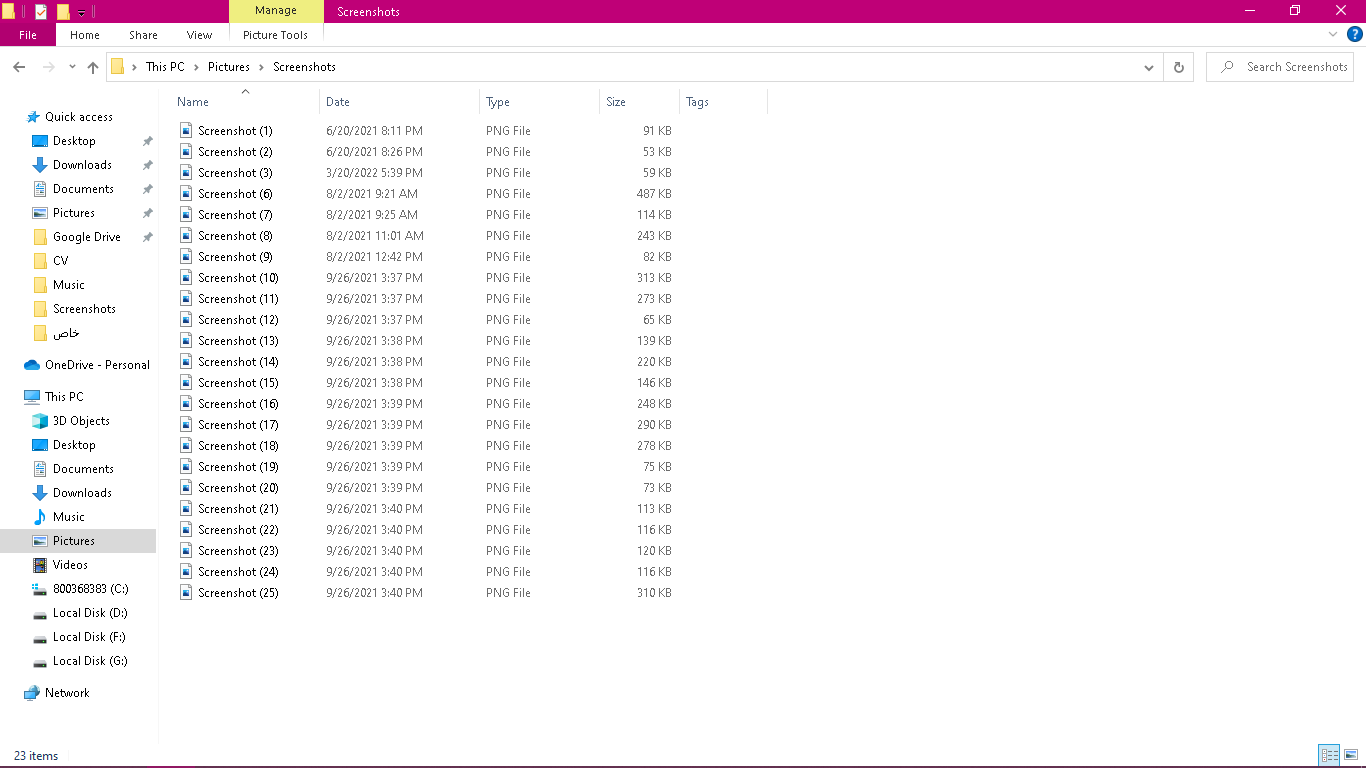 Manage
Screenshots
File
Home
Share
View
Picture Tools
This PC
Pictures
Screenshots
Search Screenshots
Quick access
Desktop
Downloads
Documents
Pictures
Google Drive
CV
Music
Screenshots
خاص
OneDrive - Personal
This PC
3D Objects
Desktop
Documents
Downloads
Music
Pictures
Videos
800368383 (C:)
Local Disk (D:)
Local Disk (F:)
Local Disk (G:)
Network
Name Date Type Size Tags
Screenshot (1) 6/20/2021 8:11 PM PNG File 91 KB
Screenshot (2) 6/20/2021 8:26 PM PNG File 53 KB
Screenshot (3) 3/20/2022 5:39 PM PNG File 59 KB
Screenshot (6) 8/2/2021 9:21 AM PNG File 487 KB
Screenshot (7) 8/2/2021 9:25 AM PNG File 114 KB
Screenshot (8) 8/2/2021 11:01 AM PNG File 243 KB
Screenshot (9) 8/2/2021 12:42 PM PNG File 82 KB
Screenshot (10) 9/26/2021 3:37 PM PNG File 313 KB
Screenshot (11) 9/26/2021 3:37 PM PNG File 273 KB
Screenshot (12) 9/26/2021 3:37 PM PNG File 65 KB
Screenshot (13) 9/26/2021 3:38 PM PNG File 139 KB
Screenshot (14) 9/26/2021 3:38 PM PNG File 220 KB
Screenshot (15) 9/26/2021 3:38 PM PNG File 146 KB
Screenshot (16) 9/26/2021 3:39 PM PNG File 248 KB
Screenshot (17) 9/26/2021 3:39 PM PNG File 290 KB
Screenshot (18) 9/26/2021 3:39 PM PNG File 278 KB
Screenshot (19) 9/26/2021 3:39 PM PNG File 75 KB
Screenshot (20) 9/26/2021 3:39 PM PNG File 73 KB
Screenshot (21) 9/26/2021 3:40 PM PNG File 113 KB
Screenshot (22) 9/26/2021 3:40 PM PNG File 116 KB
Screenshot (23) 9/26/2021 3:40 PM PNG File 120 KB
Screenshot (24) 9/26/2021 3:40 PM PNG File 116 KB
Screenshot (25) 9/26/2021 3:40 PM PNG File 310 KB
23 items